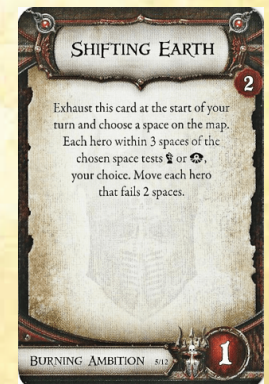 Shifting Earth
2
Exhaust this card at the start of your
turn and choose a space on the map.
Each hero within 3 spaces of the
chosen space tests or ,
your choice. Move each hero
that fails 2 spaces.
Burning Ambition 5/12
1